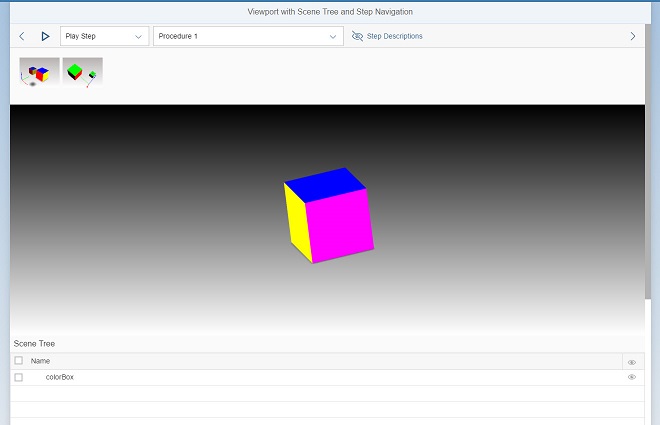 Viewport with Scene Tree and Step Navigation
Play Step Procedure 1 Step Descriptions
Scene Tree
Name
colorBox